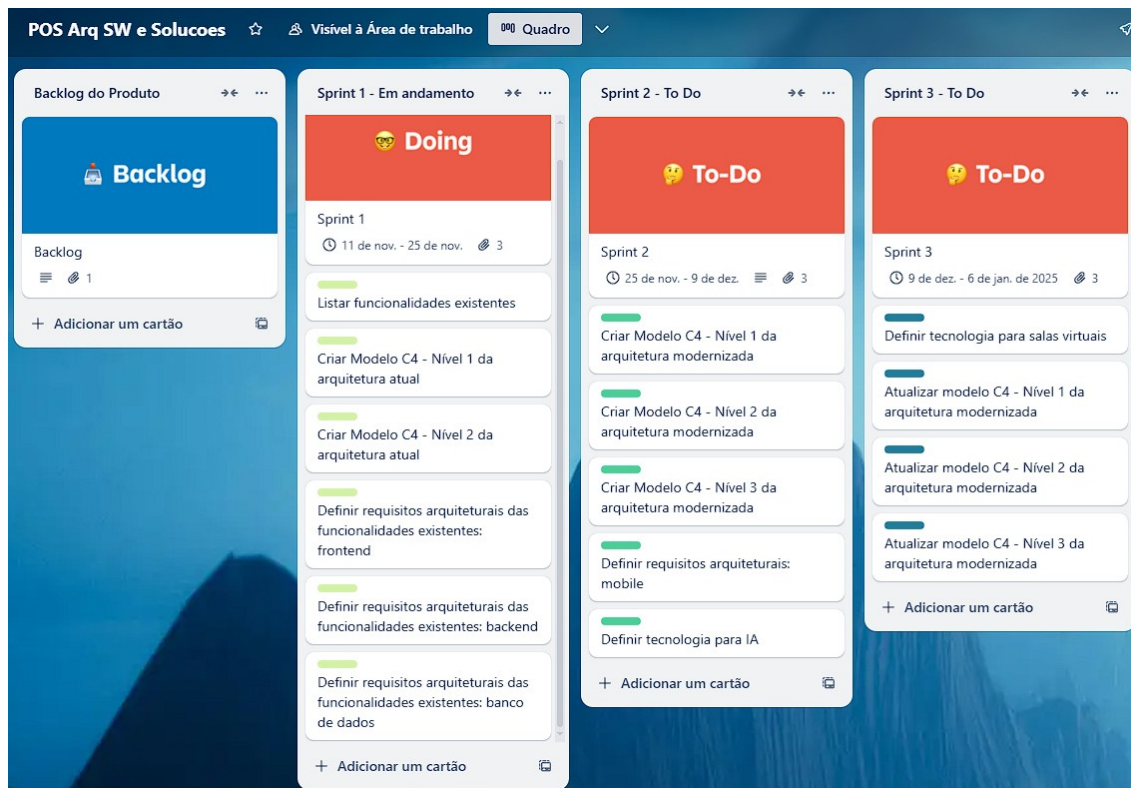 POS Arq SW e Solucoes
Visível à Área de trabalho
Quadro
Backlog do Produto
Backlog
Backlog
1
Adicionar um cartão
Sprint 1 - Em andamento
Doing
Sprint 1
11 de nov. - 25 de nov.
3
Listar funcionalidades existentes
Criar Modelo C4 - Nível 1 da
arquitetura atual
Criar Modelo C4 - Nível 2 da
arquitetura atual
Definir requisitos arquiteturais das
funcionalidades existentes:
frontend
Definir requisitos arquiteturais das
funcionalidades existentes: backend
Definir requisitos arquiteturais das
funcionalidades existentes: banco
de dados
Adicionar um cartão
Sprint 2 - To Do
To-Do
Sprint 2
25 de nov. - 9 de dez.
3
Criar Modelo C4 - Nível 1 da
arquitetura modernizada
Criar Modelo C4 - Nível 2 da
arquitetura modernizada
Criar Modelo C4 - Nível 3 da
arquitetura modernizada
Definir requisitos arquiteturais:
mobile
Definir tecnologia para IA
Adicionar um cartão
Sprint 3 - To Do
To-Do
Sprint 3
9 de dez. - 6 de jan. de 2025
3
Definir tecnologia para salas virtuais
Atualizar modelo C4 - Nível 1 da
arquitetura modernizada
Atualizar modelo C4 - Nível 2 da
arquitetura modernizada
Atualizar modelo C4 - Nível 3 da
arquitetura modernizada
Adicionar um cartão